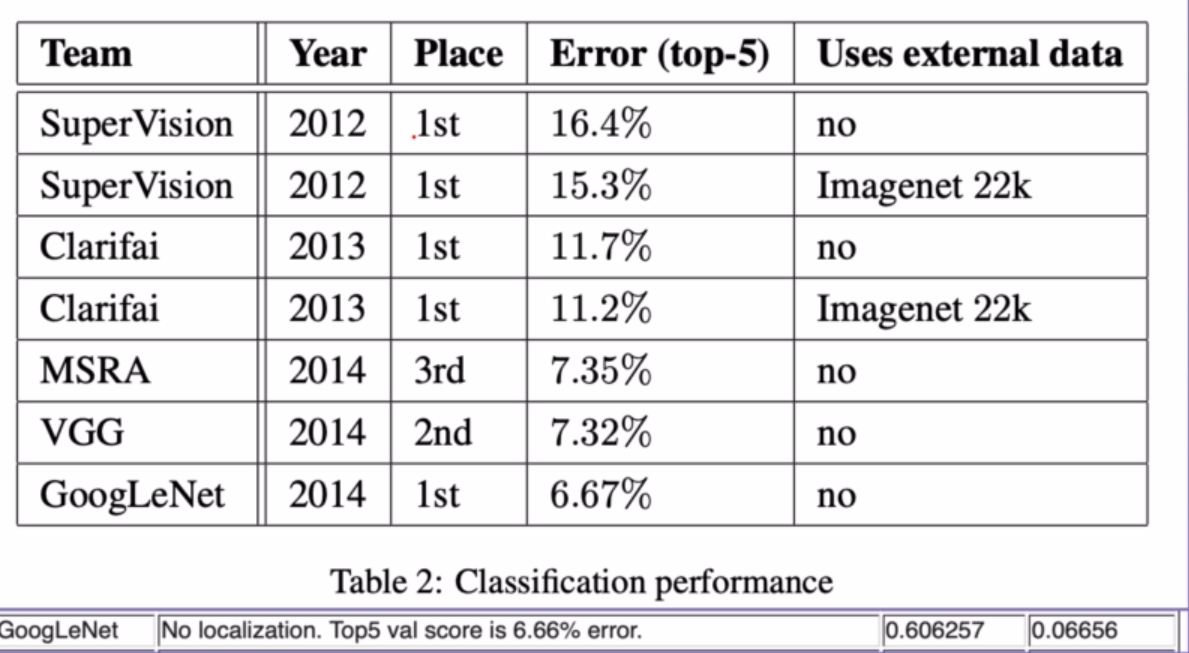 Team Year Place Error (top-5) Uses external data
SuperVision 2012 1st 16.4% no
SuperVision 2012 1st 15.3% Imagenet 22k
Clarifai 2013 1st 11.7% no
Clarifai 2013 1st 11.2% Imagenet 22k
MSRA 2014 3rd 7.35% no
VGG 2014 2nd 7.32% no
GoogLeNet 2014 1st 6.67% no
Table 2: Classification performance
GoogLeNet No localization. Top5 val score is 6.66% error. 0.606257 0.06656